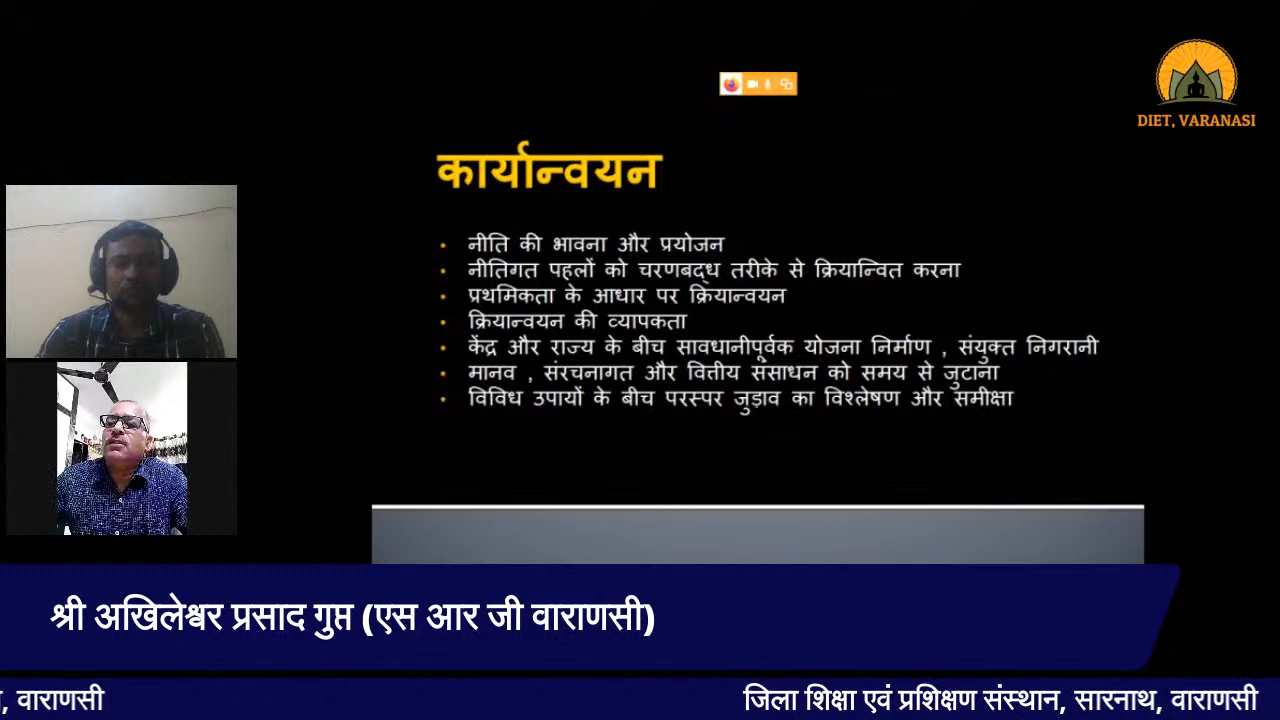 DIET, VARANASI
कार्यान्वयन
नीति की भावना और प्रयोजन
नीतिगत पहलों को चरणबद्ध तरीके से क्रियान्वित करना
प्रथमिकता के आधार पर क्रियान्वयन
क्रियान्वयन की व्यापकता
केंद्र और राज्य के बीच सावधानीपूर्वक योजना निर्माण , संयुक्त निगरानी
मानव , संरचनागत और वित्तीय संसाधन को समय से जुटाना
विविध उपायों के बीच परस्पर जुड़ाव का विश्लेषण और समीक्षा
श्री अखिलेश्वर प्रसाद गुप्त (एस आर जी वाराणसी)
, वाराणसी जिला शिक्षा एवं प्रशिक्षण संस्थान, सारनाथ, वाराणसी